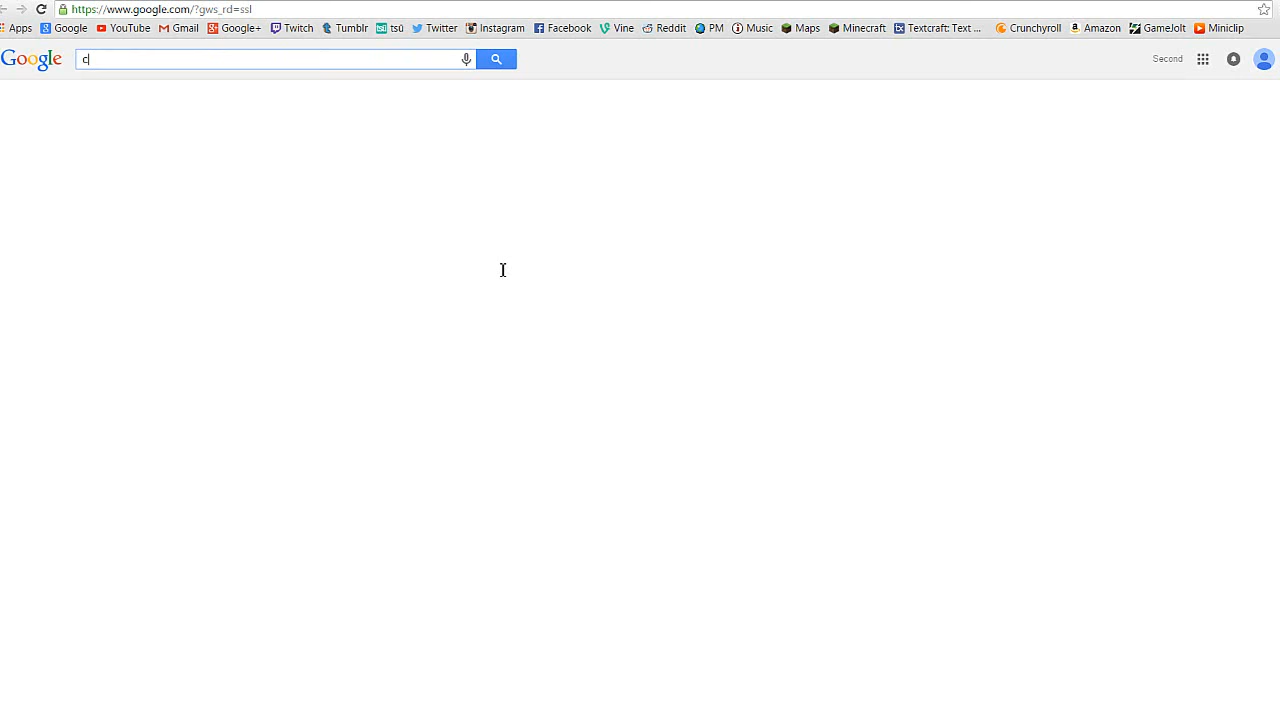 https://www.google.com/?gws_rd=ssl
Apps Google YouTube Gmail Google+ Twitch Tumblr tsū Twitter Instagram Facebook Vine Reddit PM Music Maps Minecraft Textcraft: Text ... Crunchyroll Amazon GameJolt Miniclip
Google c Second